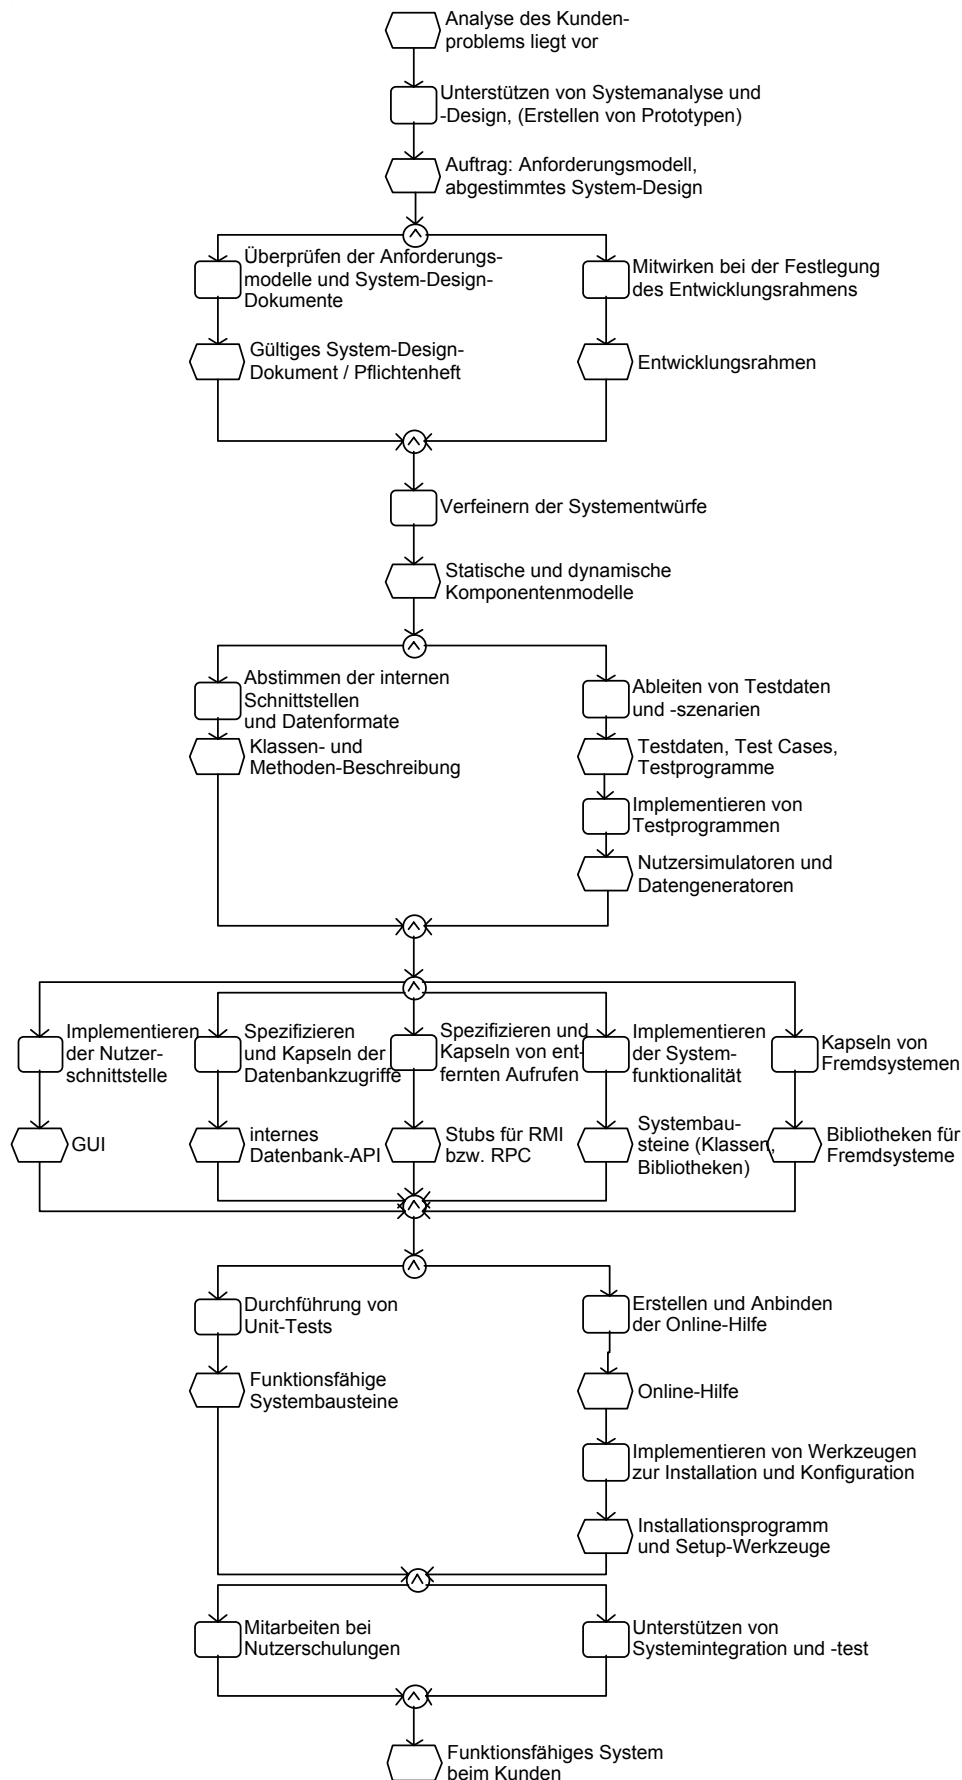 Analyse des Kunden-
problems liegt vor
Unterstützen von Systemanalyse und
-Design, (Erstellen von Prototypen)
Auftrag: Anforderungsmodell,
abgestimmtes System-Design
Überprüfen der Anforderungs-
modelle und System-Design-
Dokumente
Mitwirken bei der Festlegung
des Entwicklungsrahmens
Gültiges System-Design-
Dokument / Pflichtenheft
Entwicklungsrahmen
Verfeinern der Systementwürfe
Statische und dynamische
Komponentenmodelle
Abstimmen der internen
Schnittstellen
und Datenformate
Ableiten von Testdaten
und -szenarien
Klassen- und
Methoden-Beschreibung
Testdaten, Test Cases,
Testprogramme
Implementieren von
Testprogrammen
Nutzersimulatoren und
Datengeneratoren
Implementieren
der Nutzer-
schnittstelle
Spezifizieren
und Kapseln der
Datenbankzugriffe
Spezifizieren und
Kapseln von ent-
fernten Aufrufen
Implementieren
der System-
funktionalität
Kapseln von
Fremdsystemen
GUI
internes
Datenbank-API
Stubs für RMI
bzw. RPC
Systembau-
steine (Klassen,
Bibliotheken)
Bibliotheken für
Fremdsysteme
Durchführung von
Unit-Tests
Erstellen und Anbinden
der Online-Hilfe
Funktionsfähige
Systembausteine
Online-Hilfe
Implementieren von Werkzeugen
zur Installation und Konfiguration
Installationsprogramm
und Setup-Werkzeuge
Mitarbeiten bei
Nutzerschulungen
Unterstützen von
Systemintegration und -test
Funktionsfähiges System
beim Kunden